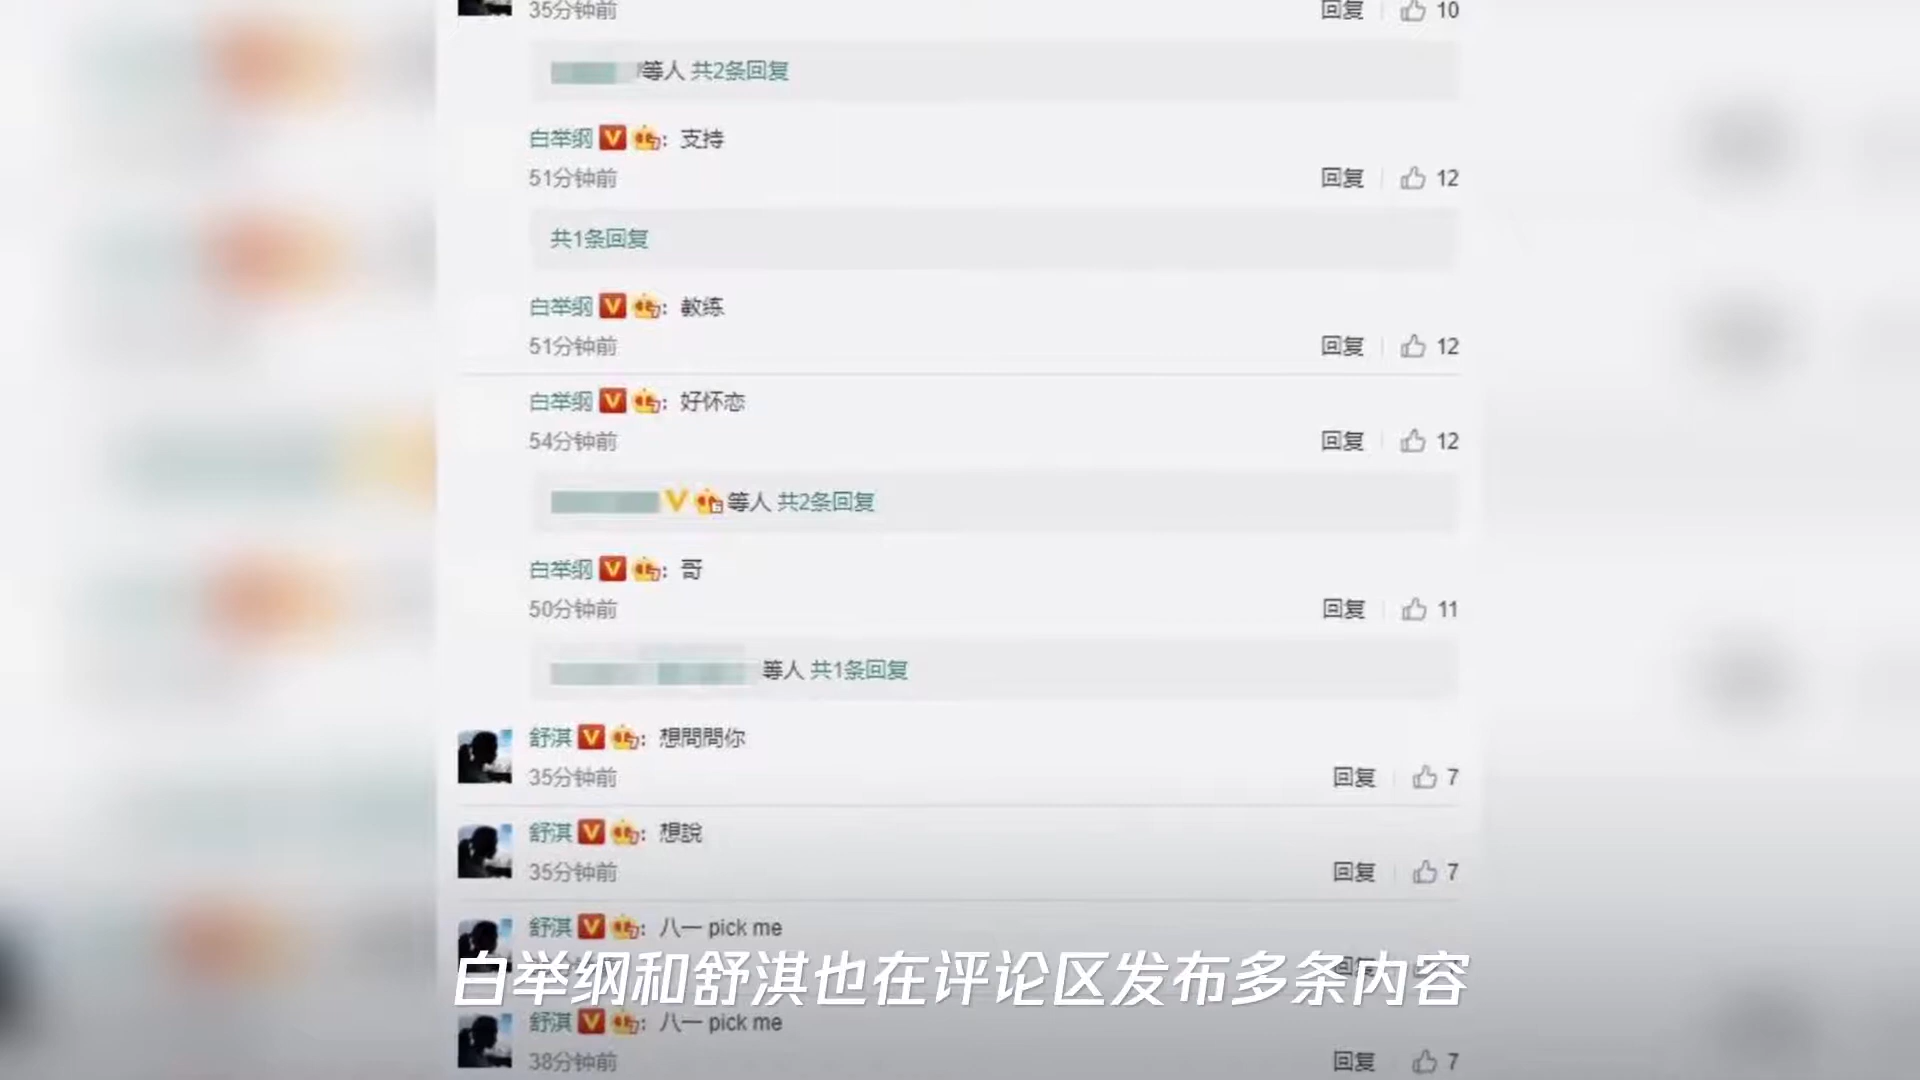 35分钟前 回复 10
等人 共2条回复
白举纲 : 支持
51分钟前 回复 12
共1条回复
白举纲 : 教练
51分钟前 回复 12
白举纲 : 好怀恋
54分钟前 回复 12
等人 共2条回复
白举纲 : 哥
50分钟前 回复 11
等人 共1条回复
舒淇 : 想問問你
35分钟前 回复 7
舒淇 : 想說
35分钟前 回复 7
舒淇 : 八一 pick me
白举纲和舒淇也在评论区发布多条内容
舒淇 : 八一 pick me
38分钟前 回复 7